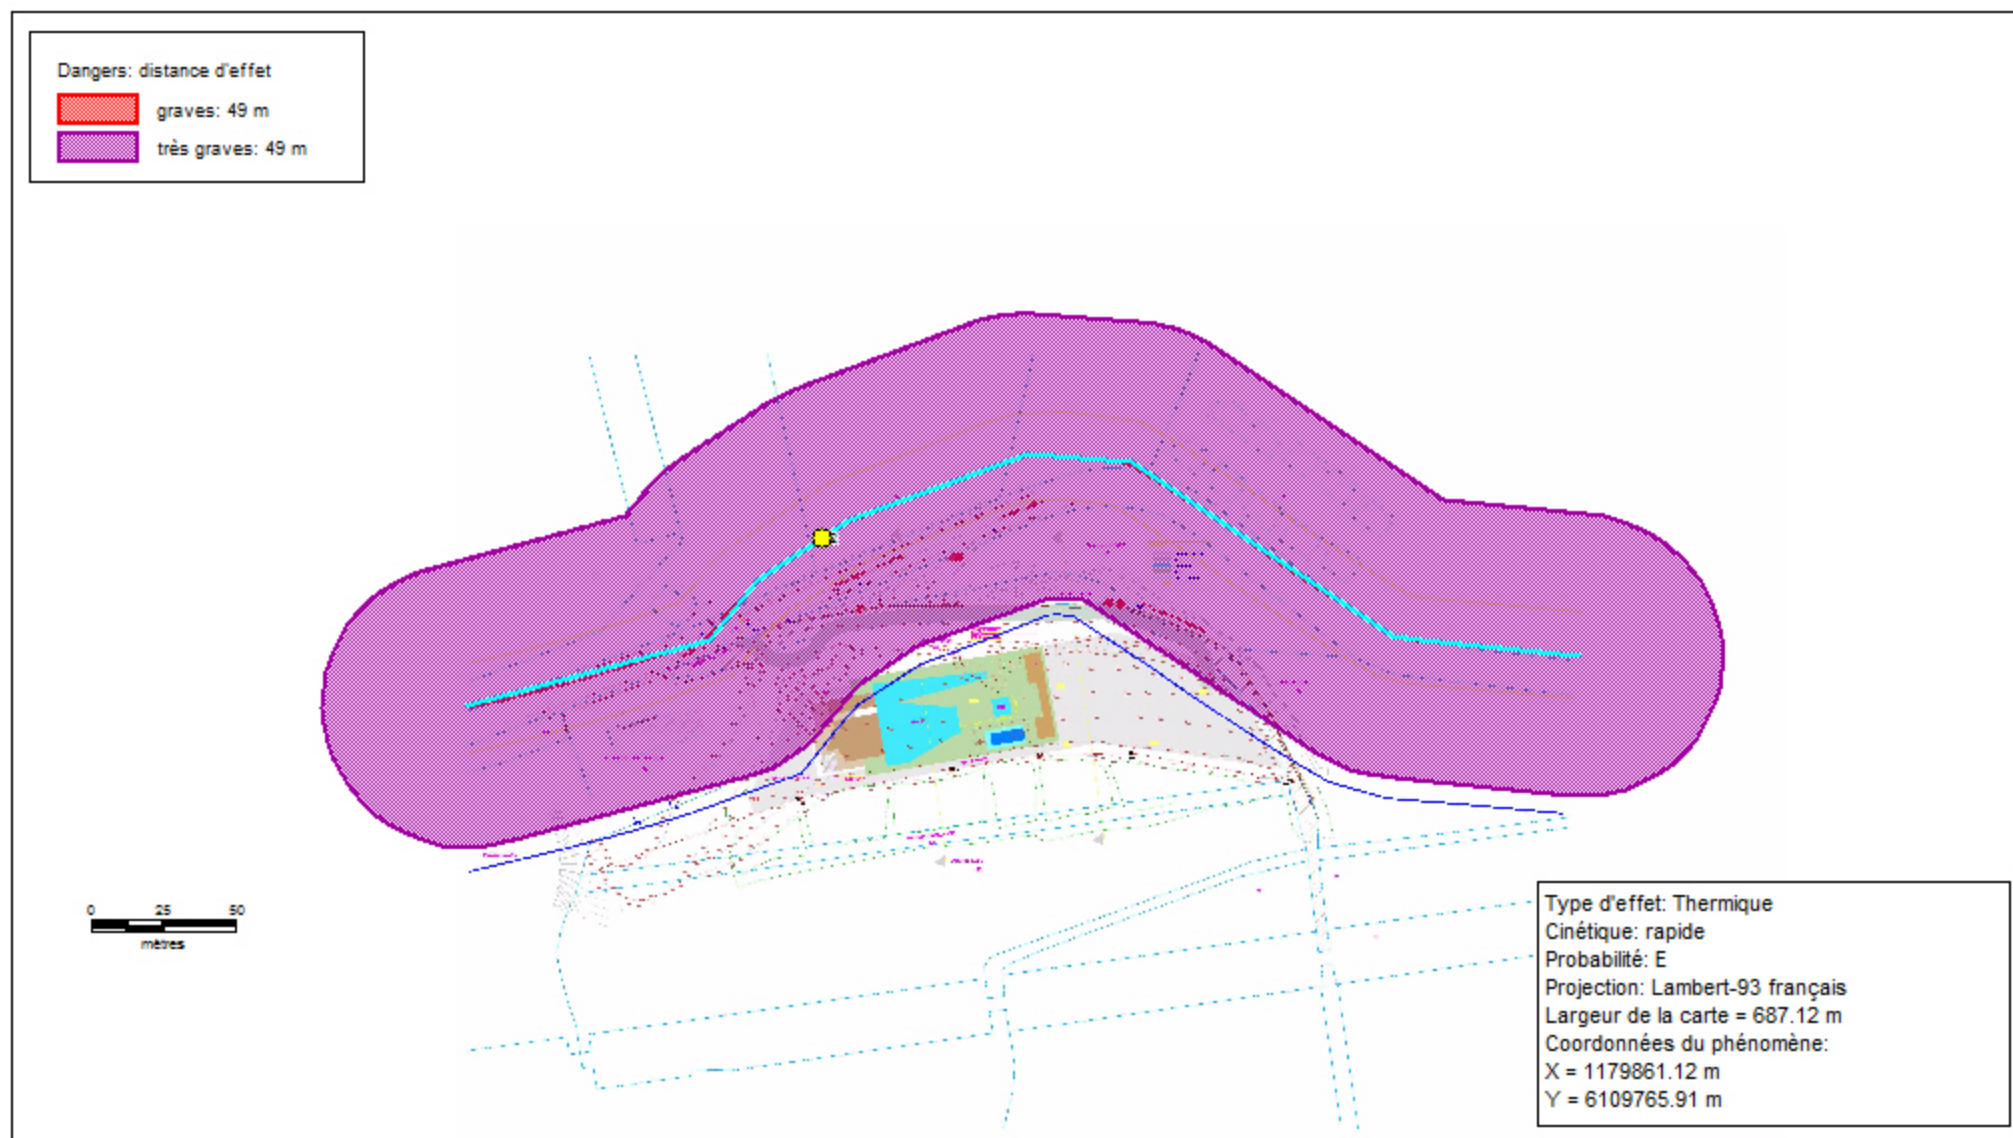 Dangers: distance d'effet
graves: 49 m
très graves: 49 m
0 25 50
mètres
Type d'effet: Thermique
Cinétique: rapide
Probabilité: E
Projection: Lambert-93 français
Largeur de la carte = 687.12 m
Coordonnées du phénomène:
X = 1179861.12 m
Y = 6109765.91 m